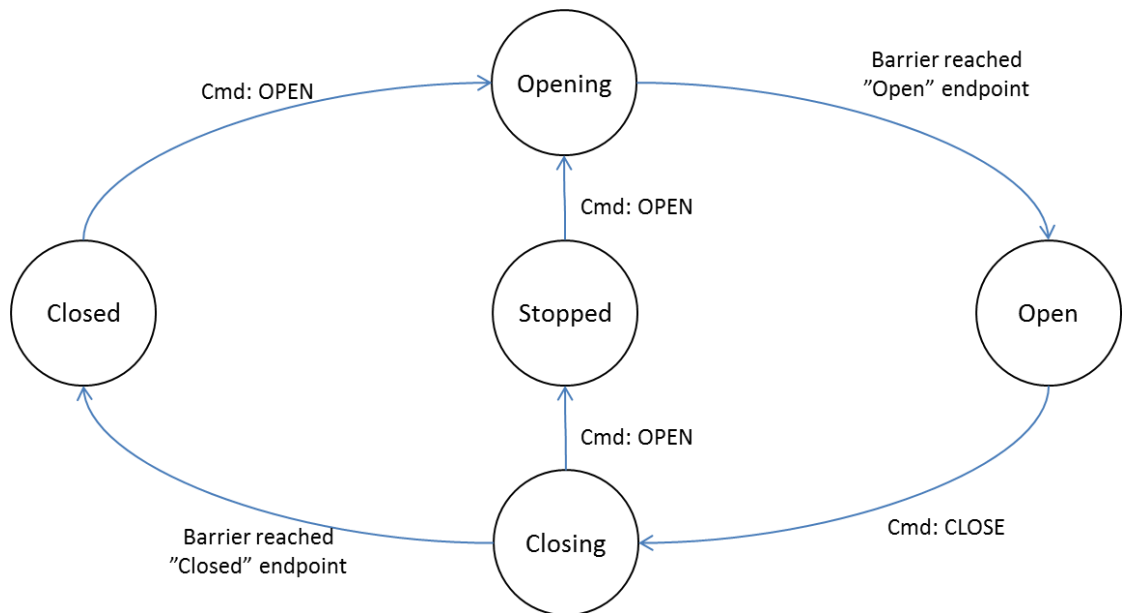 Opening
Barrier reached
”Open” endpoint
Cmd: OPEN
Cmd: OPEN
Closed
Stopped
Open
Cmd: OPEN
Cmd: CLOSE
Barrier reached
”Closed” endpoint
Closing